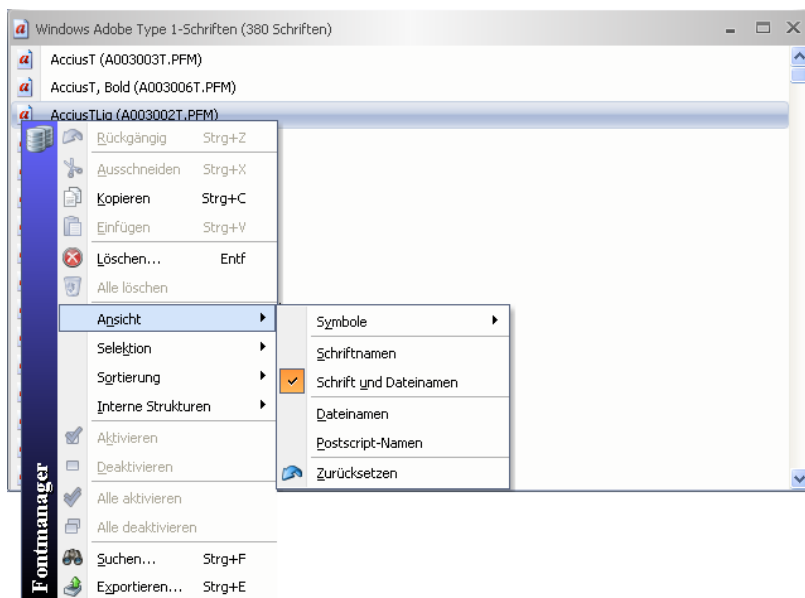 Windows Adobe Type 1-Schriften (380 Schriften)
AcciusT (A003003T.PFM)
AcciusT, Bold (A003006T.PFM)
AcciusTLig (A003002T.PFM)
Rückgängig Strg+Z
Ausschneiden Strg+X
Kopieren Strg+C
Einfügen Strg+V
Löschen... Entf
Alle löschen
Ansicht
Selektion
Sortierung
Interne Strukturen
Aktivieren
Deaktivieren
Alle aktivieren
Alle deaktivieren
Suchen... Strg+F
Exportieren... Strg+E
Fontmanager
Symbole
Schriftnamen
Schrift und Dateinamen
Dateinamen
Postscript-Namen
Zurücksetzen